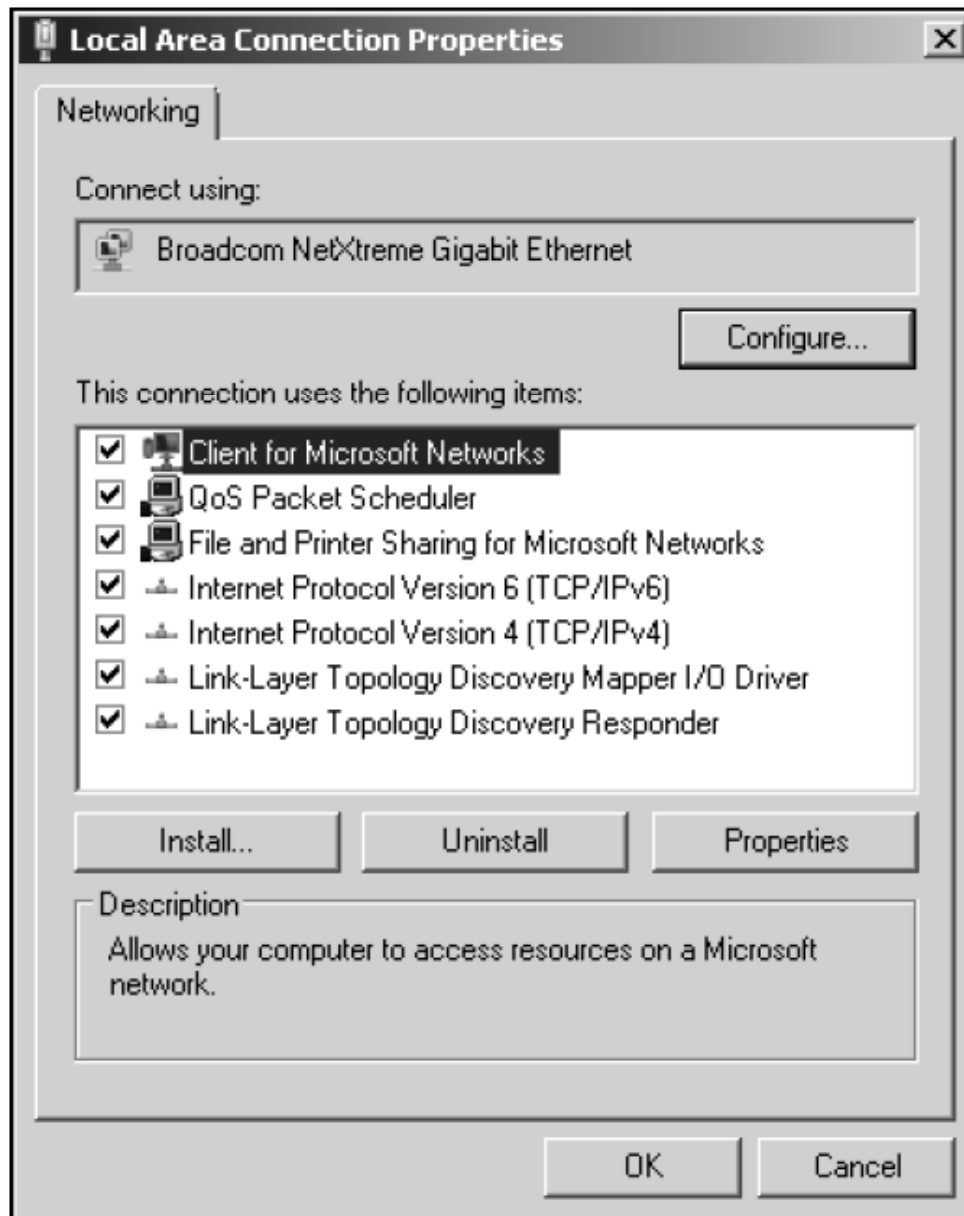 Local Area Connection Properties
Networking
Connect using:
Broadcom NetXtreme Gigabit Ethernet
Configure...
This connection uses the following items:
Client for Microsoft Networks
QoS Packet Scheduler
File and Printer Sharing for Microsoft Networks
Internet Protocol Version 6 (TCP/IPv6)
Internet Protocol Version 4 (TCP/IPv4)
Link-Layer Topology Discovery Mapper I/O Driver
Link-Layer Topology Discovery Responder
Install... Uninstall Properties
Description
Allows your computer to access resources on a Microsoft
network.
OK Cancel